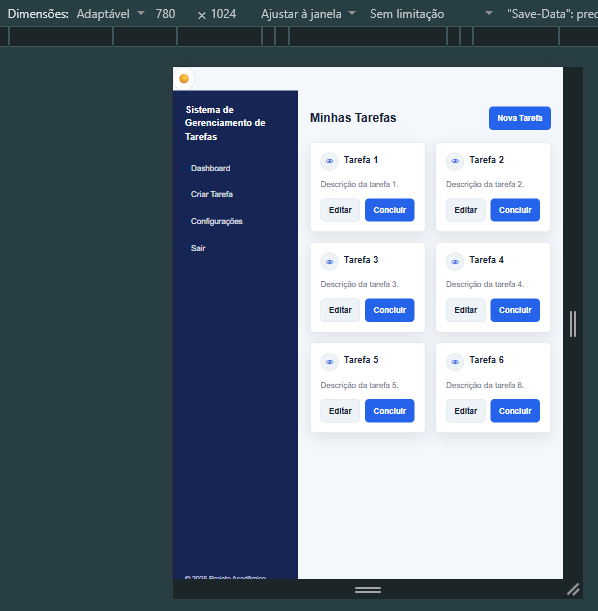 Dimensões: Adaptável 780 × 1024 Ajustar à janela Sem limitação "Save-Data":
Sistema de
Gerenciamento de
Tarefas
Dashboard
Criar Tarefa
Configurações
Sair
© 2025 Projeto Acadêmico
Minhas Tarefas
Nova Tarefa
Tarefa 1
Descrição da tarefa 1.
Editar Concluir
Tarefa 2
Descrição da tarefa 2.
Editar Concluir
Tarefa 3
Descrição da tarefa 3.
Editar Concluir
Tarefa 4
Descrição da tarefa 4.
Editar Concluir
Tarefa 5
Descrição da tarefa 5.
Editar Concluir
Tarefa 6
Descrição da tarefa 6.
Editar Concluir